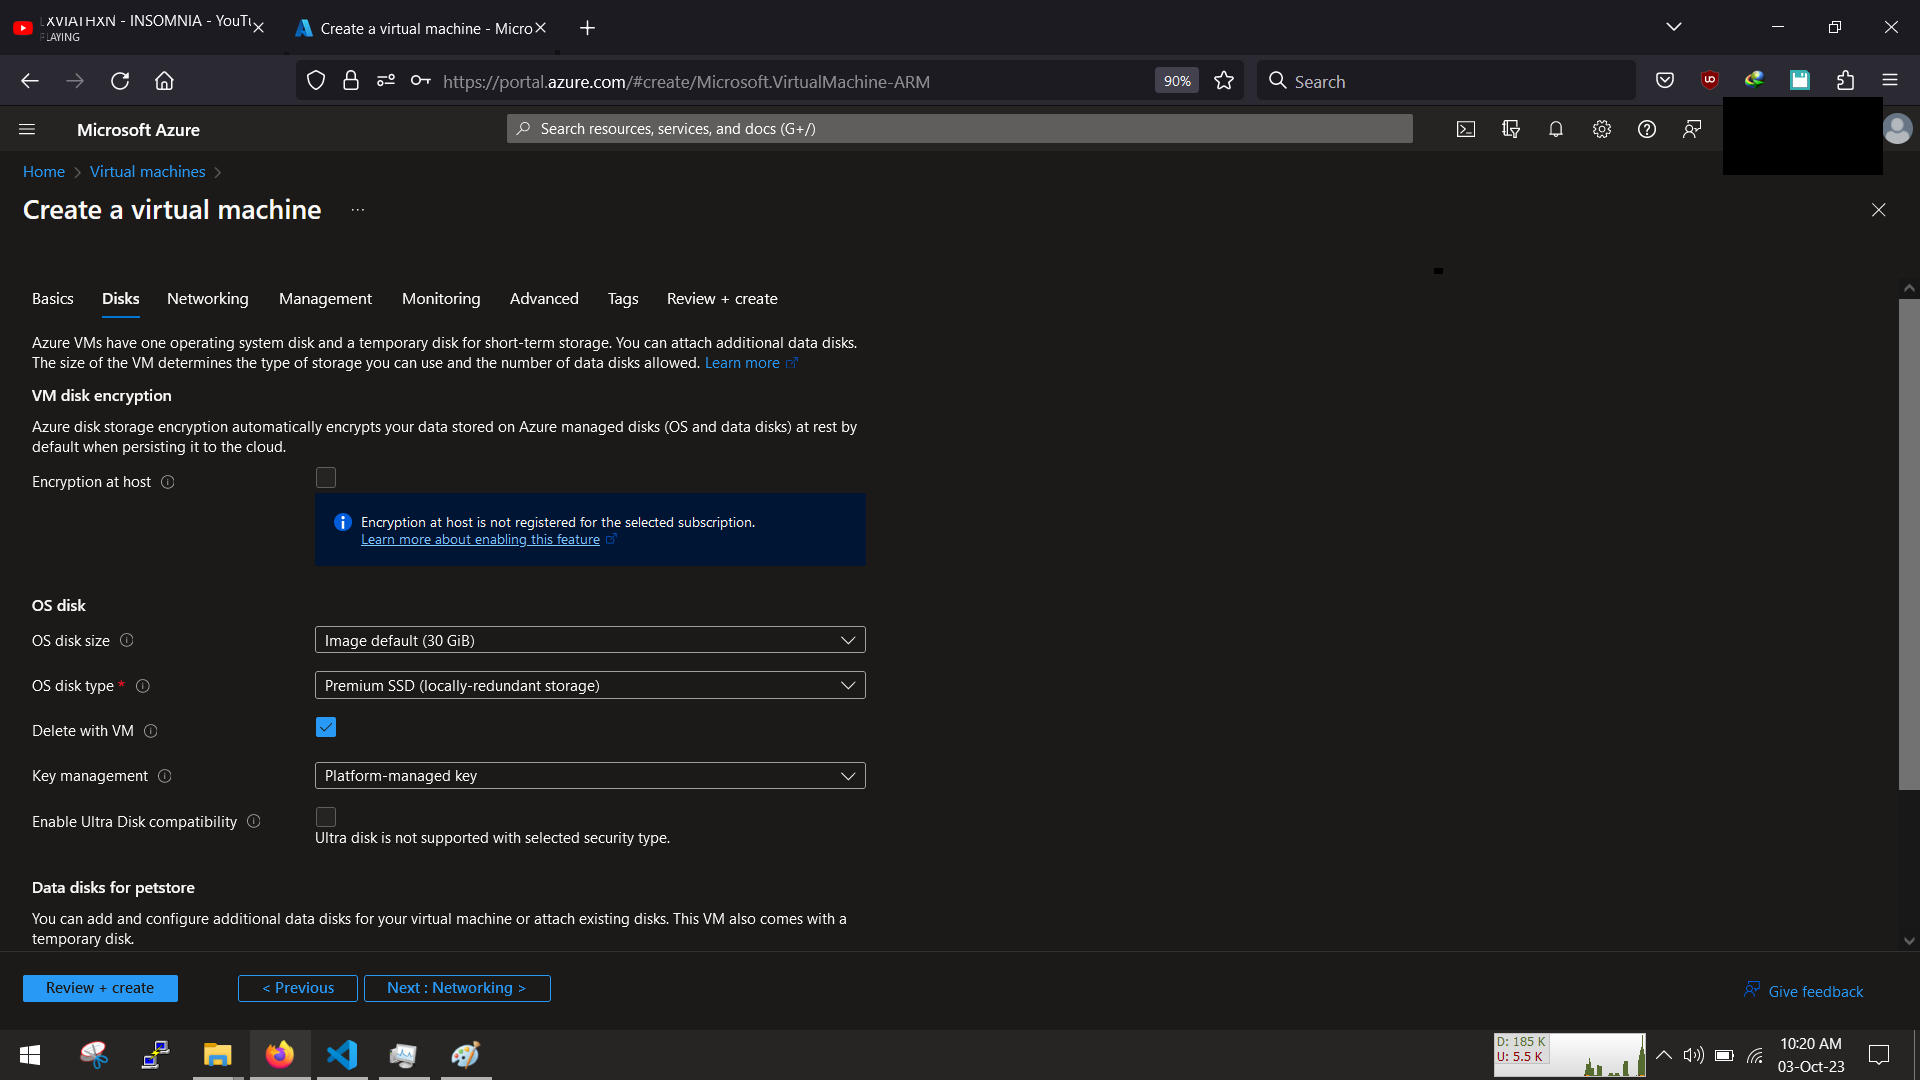 XVIATHXN - INSOMNIA - YouTu
PLAYING
Create a virtual machine - Micro
https://portal.azure.com/#create/Microsoft.VirtualMachine-ARM
90%
Search
Microsoft Azure
Search resources, services, and docs (G+/)
Home
Virtual machines
Create a virtual machine
...
Basics
Disks
Networking
Management
Monitoring
Advanced
Tags
Review + create
Azure VMs have one operating system disk and a temporary disk for short-term storage. You can attach additional data disks.
The size of the VM determines the type of storage you can use and the number of data disks allowed. Learn more
VM disk encryption
Azure disk storage encryption automatically encrypts your data stored on Azure managed disks (OS and data disks) at rest by
default when persisting it to the cloud.
Encryption at host
Encryption at host is not registered for the selected subscription.
Learn more about enabling this feature
OS disk
OS disk size
Image default (30 GiB)
OS disk type *
Premium SSD (locally-redundant storage)
Delete with VM
Key management
Platform-managed key
Enable Ultra Disk compatibility
Ultra disk is not supported with selected security type.
Data disks for petstore
You can add and configure additional data disks for your virtual machine or attach existing disks. This VM also comes with a
temporary disk.
Review + create
< Previous
Next : Networking >
Give feedback
D: 185 K
U: 5.5 K
10:20 AM
03-Oct-23